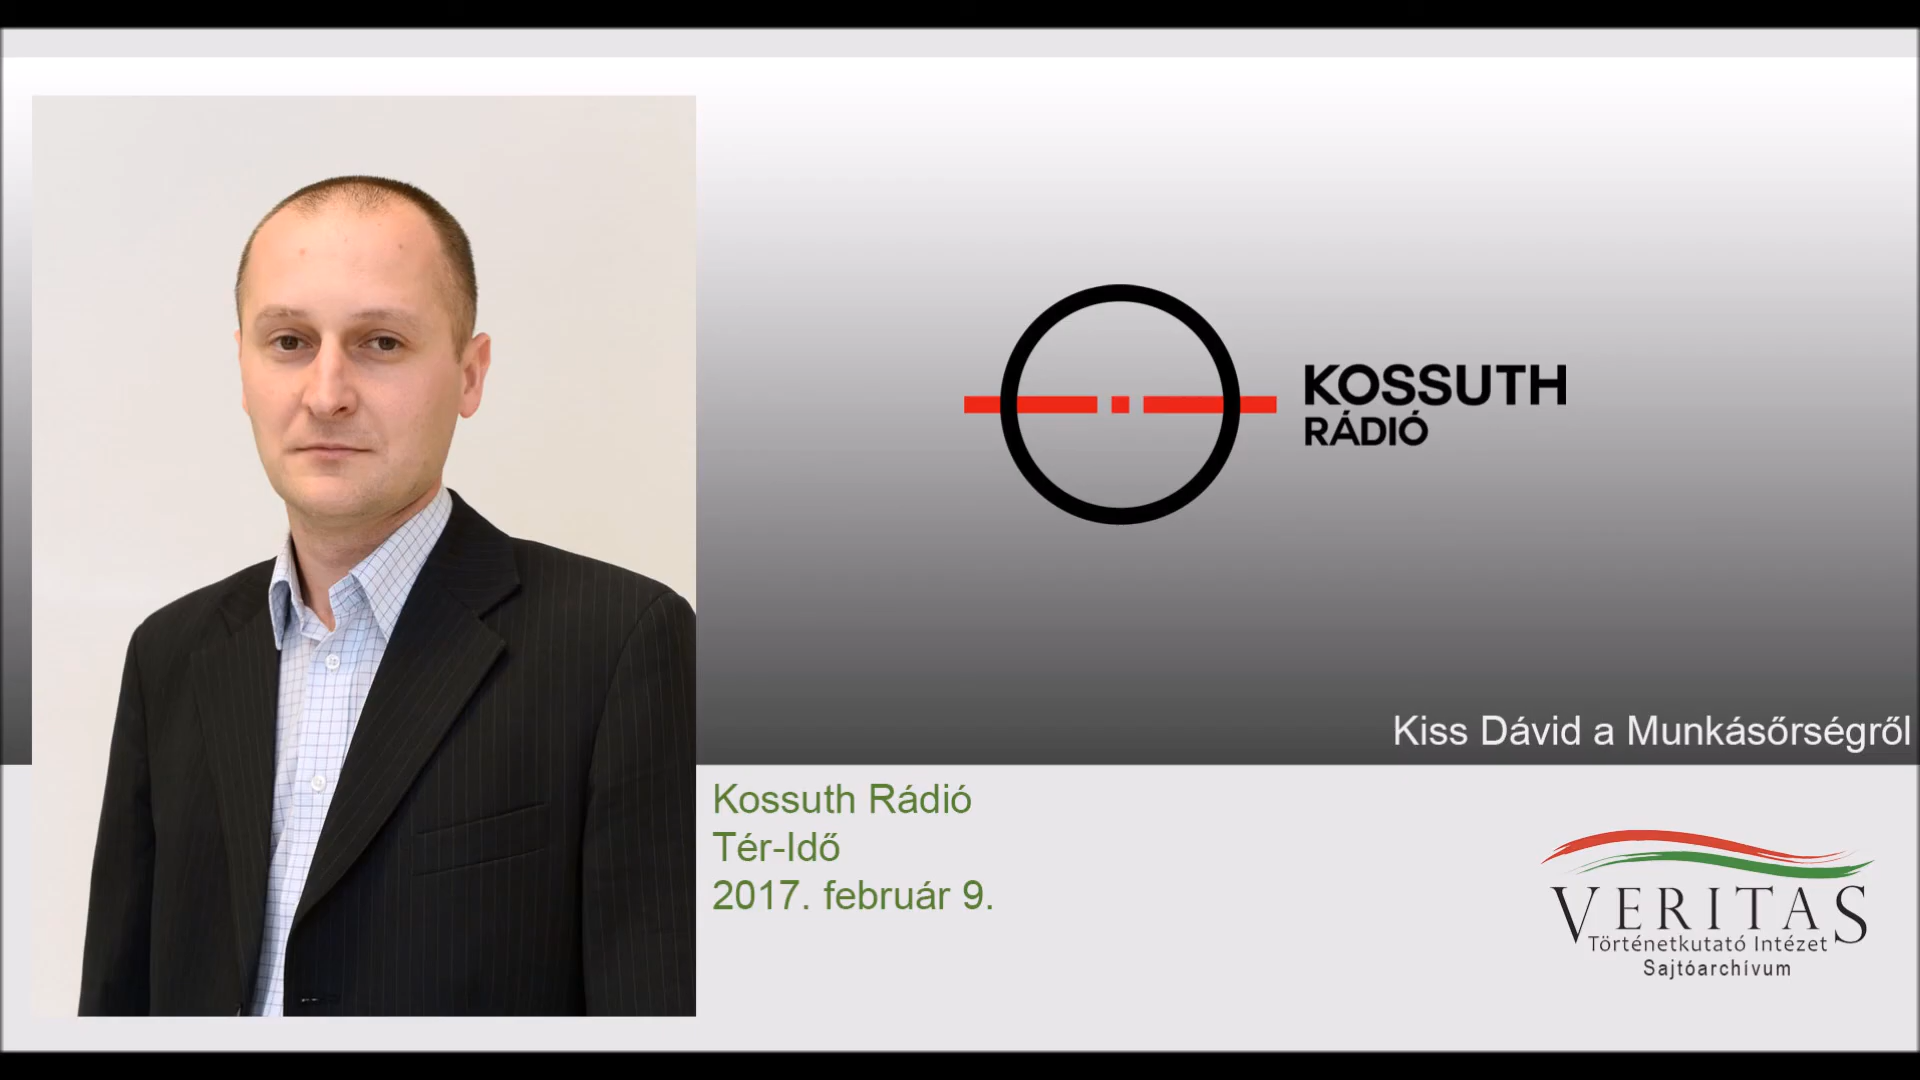 KOSSUTH
RÁDIÓ
Kiss Dávid a Munkásőrségről
Kossuth Rádió
Tér-Idő
2017. február 9.
VERITAS
Történetkutató Intézet
Sajtóarchívum